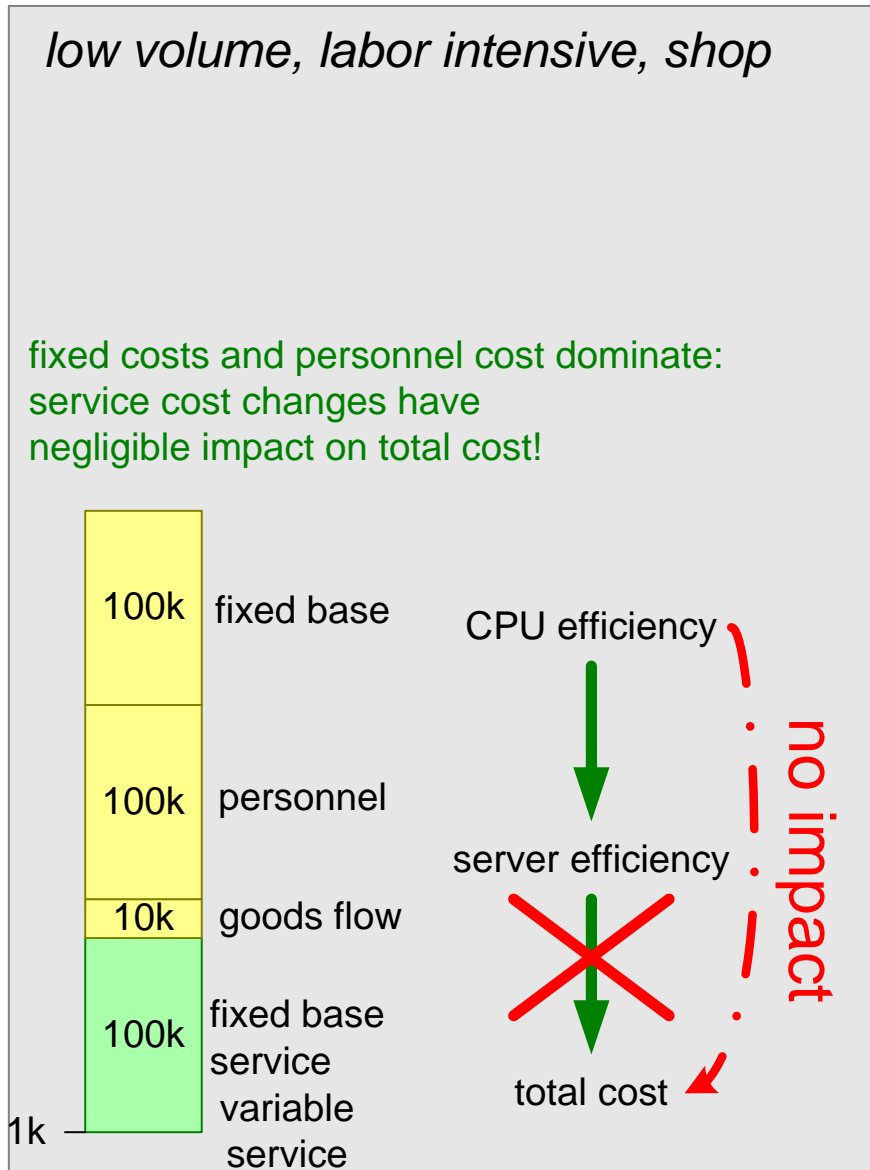 low volume, labor intensive, shop
fixed costs and personnel cost dominate:
service cost changes have
negligible impact on total cost!
100k
fixed base
100k
personnel
10k
goods flow
100k
fixed base
service
1k
variable
service
CPU efficiency
server efficiency
total cost
no impact